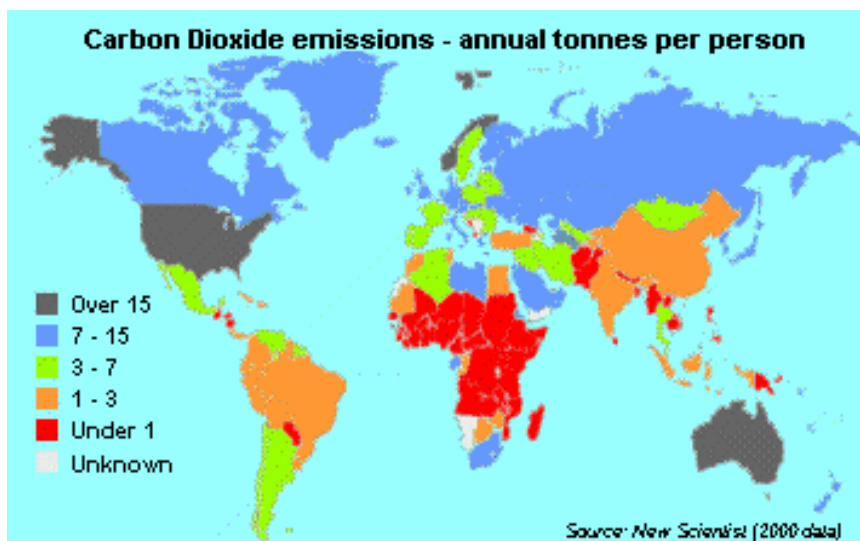 Carbon Dioxide emissions - annual tonnes per person
Over 15
7 - 15
3 - 7
1 - 3
Under 1
Unknown
Source: New Scientist (2000 data)